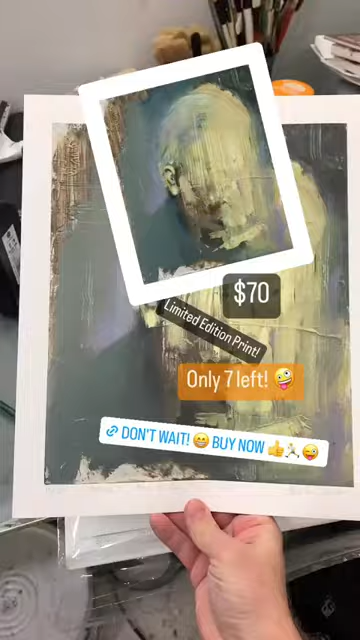 $70
Limited Edition Print!
Only 7 left! 🤪
DON'T WAIT! 😁 BUY NOW 👍🏃🏻😜